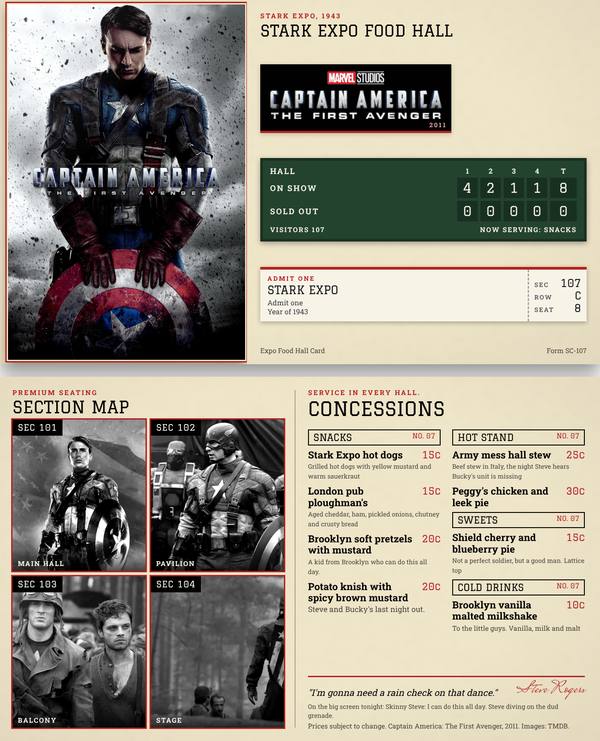 CAPTAIN AMERICA
THE FIRST AVENGER
STARK EXPO, 1943
STARK EXPO FOOD HALL
MARVEL STUDIOS
CAPTAIN AMERICA
THE FIRST AVENGER
2011
HALL 1 2 3 4 T
ON SHOW 4 2 1 1 8
SOLD OUT 0 0 0 0 0
VISITORS 107 NOW SERVING: SNACKS
ADMIT ONE
STARK EXPO
Admit one
Year of 1943
SEC 107
ROW C
SEAT 8
Expo Food Hall Card Form SC-107
PREMIUM SEATING
SECTION MAP
SEC 101
MAIN HALL
SEC 102
PAVILION
SEC 103
BALCONY
SEC 104
STAGE
SERVICE IN EVERY HALL.
CONCESSIONS
SNACKS NO. 07
Stark Expo hot dogs 15c
Grilled hot dogs with yellow mustard and
warm sauerkraut
London pub 15c
ploughman's
Aged cheddar, ham, pickled onions, chutney
and crusty bread
Brooklyn soft pretzels 20c
with mustard
A kid from Brooklyn who can do this all
day.
Potato knish with 20c
spicy brown mustard
Steve and Bucky's last night out.
HOT STAND NO. 07
Army mess hall stew 25c
Beef stew in Italy, the night Steve hears
Bucky's unit is missing
Peggy's chicken and 30c
leek pie
SWEETS NO. 07
Shield cherry and 15c
blueberry pie
Not a perfect soldier, but a good man. Lattice
top
COLD DRINKS NO. 07
Brooklyn vanilla 10c
malted milkshake
To the little guys. Vanilla, milk and malt
"I'm gonna need a rain check on that dance."
Steve Rogers
On the big screen tonight: Skinny Steve: I can do this all day. Steve diving on the dud
grenade.
Prices subject to change. Captain America: The First Avenger, 2011. Images: TMDB.